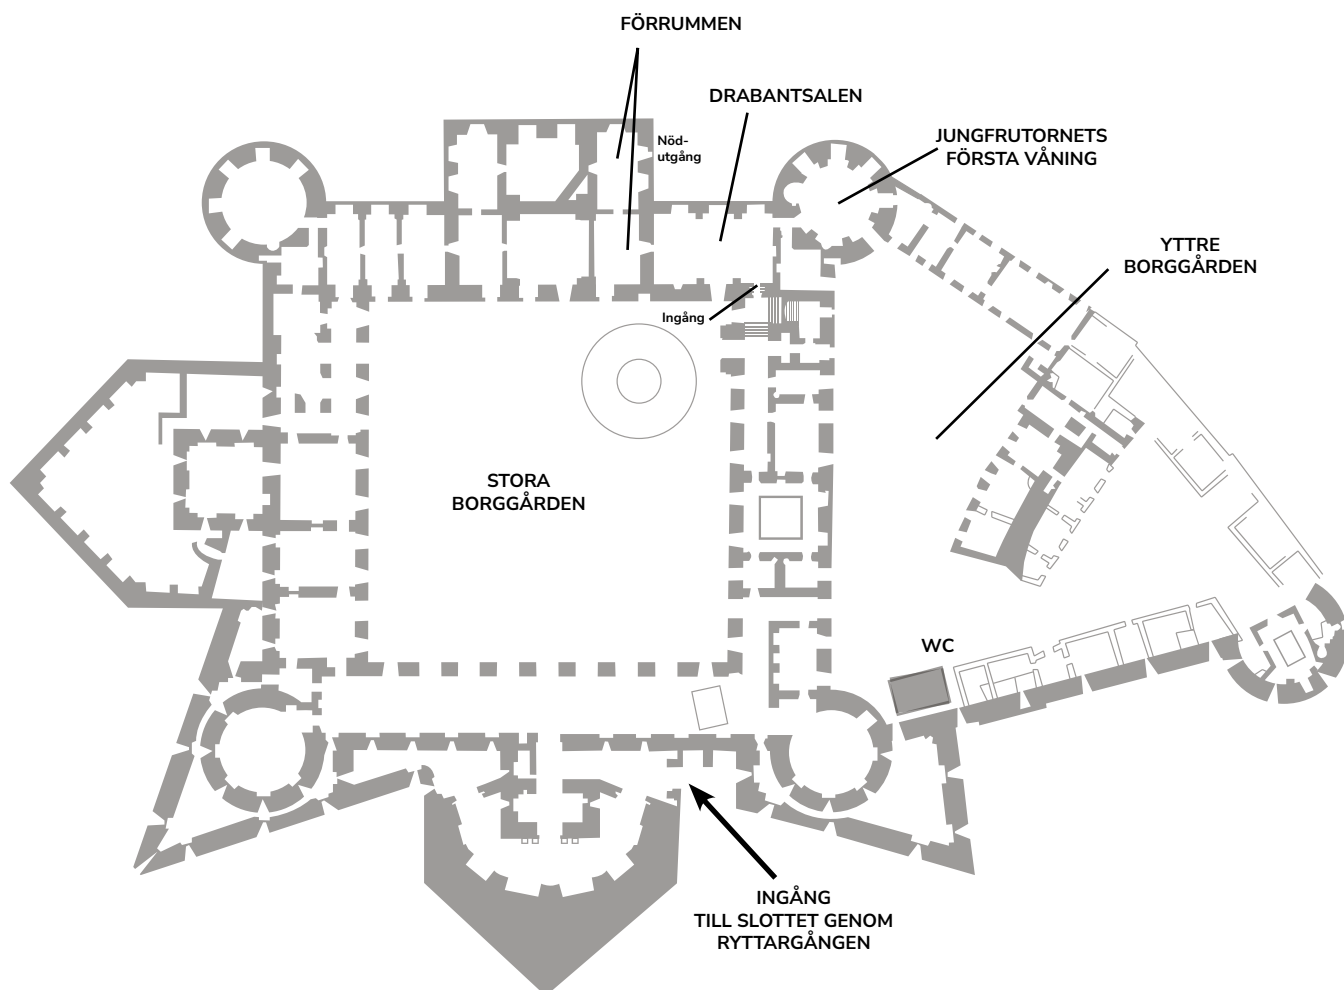 FÖRRUMMEN
DRABANTSALEN
JUNGFRUTORNETS
FÖRSTA VÅNING
Nöd-
utgång
YTTRE
BORGGÅRDEN
Ingång
STORA
BORGGÅRDEN
WC
INGÅNG
TILL SLOTTET GENOM
RYTTARGÅNGEN